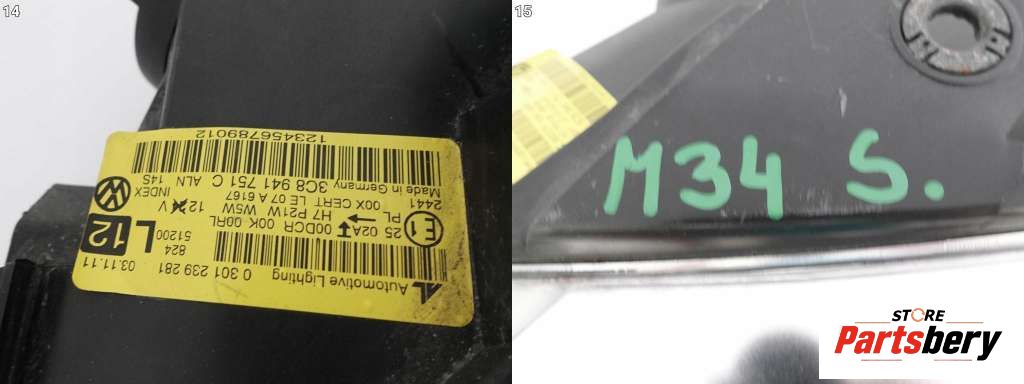 14
Automotive Lighting
0 301 239 281
03.11.11
824
51200
L 12
E1
25 02A 00DCR 00K 00RL
PL H7 P21W W5W 12 V
00X CERT LE 07 A 6167 INDEX
2441
3C8 941 751 C ALN 14S
Made in Germany
123456789012
15
M34 S.
STORE
Partsbery